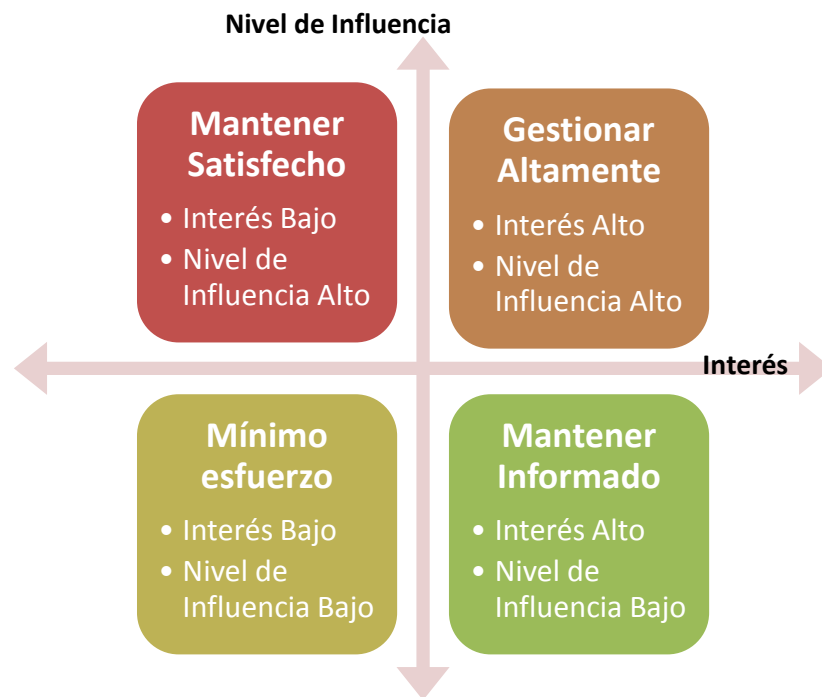 Nivel de Influencia
Mantener
Satisfecho
• Interés Bajo
• Nivel de
Influencia Alto
Gestionar
Altamente
• Interés Alto
• Nivel de
Influencia Alto
Interés
Mínimo
esfuerzo
• Interés Bajo
• Nivel de
Influencia Bajo
Mantener
Informado
• Interés Alto
• Nivel de
Influencia Bajo